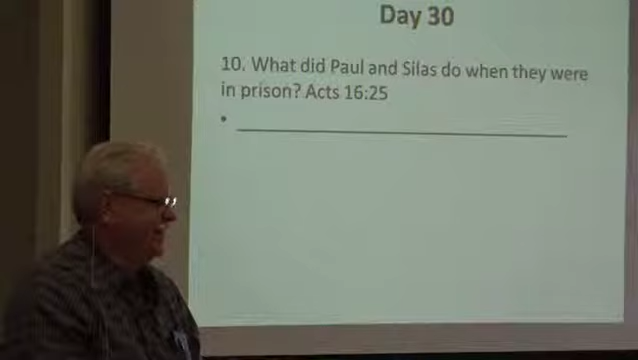 Day 30
10. What did Paul and Silas do when they were
in prison? Acts 16:25